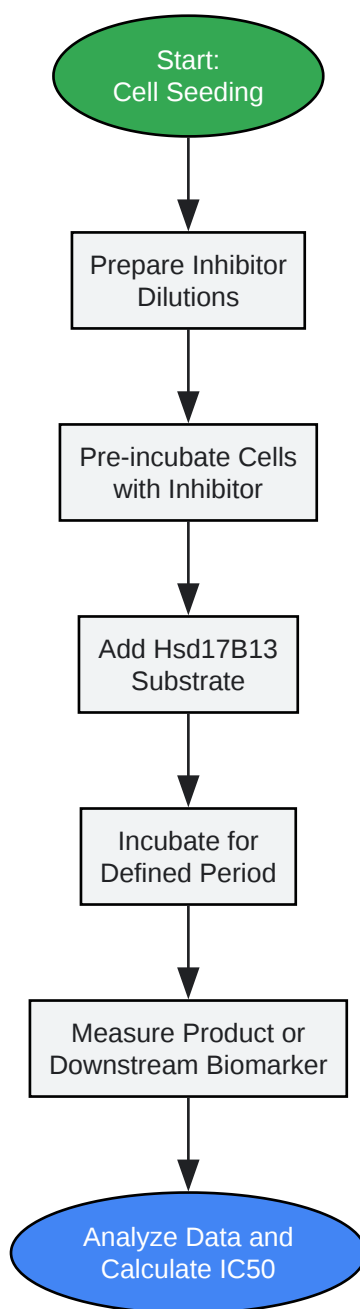 Start:
Cell Seeding
Prepare Inhibitor
Dilutions
Pre-incubate Cells
with Inhibitor
Add Hsd17B13
Substrate
Incubate for
Defined Period
Measure Product or
Downstream Biomarker
Analyze Data and
Calculate IC50